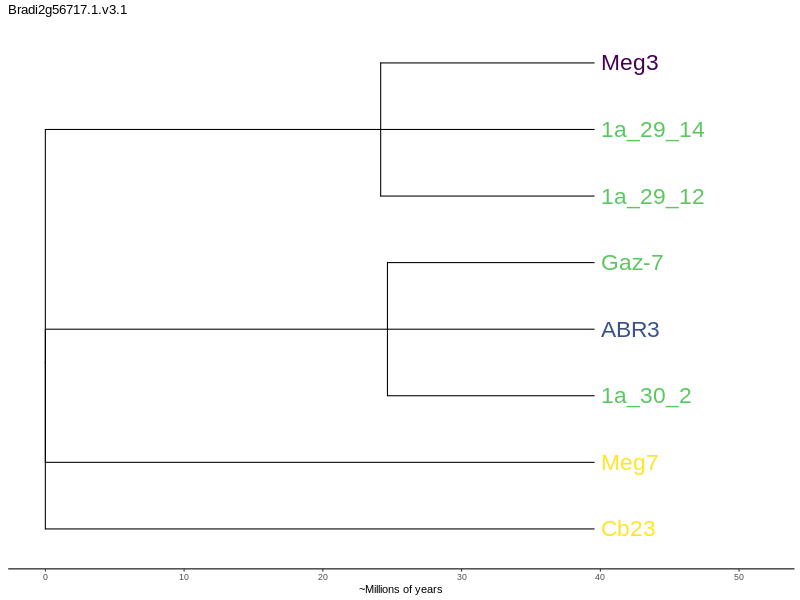 Bradi2g56717.1.v3.1
Meg3
1a_29_14
1a_29_12
Gaz-7
ABR3
1a_30_2
Meg7
Cb23
0 10 20 30 40 50
~Millions of years